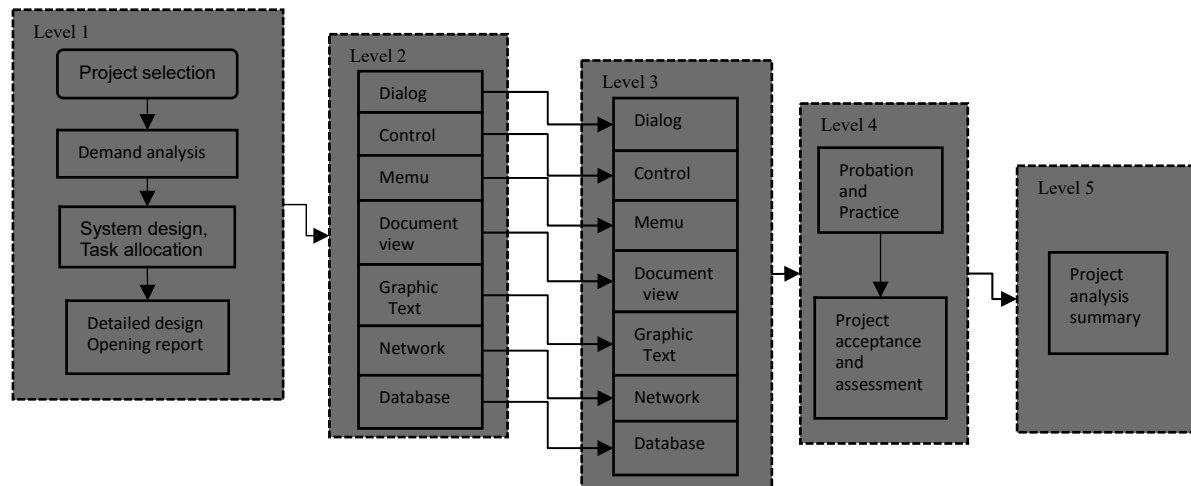 Level 1
Project selection
Demand analysis
System design,
Task allocation
Detailed design
Opening report
Level 2
Dialog
Control
Memu
Document
view
Graphic
Text
Network
Database
Level 3
Dialog
Control
Memu
Document
view
Graphic
Text
Network
Database
Level 4
Probation
and
Practice
Project
acceptance
and
assessment
Level 5
Project
analysis
summary